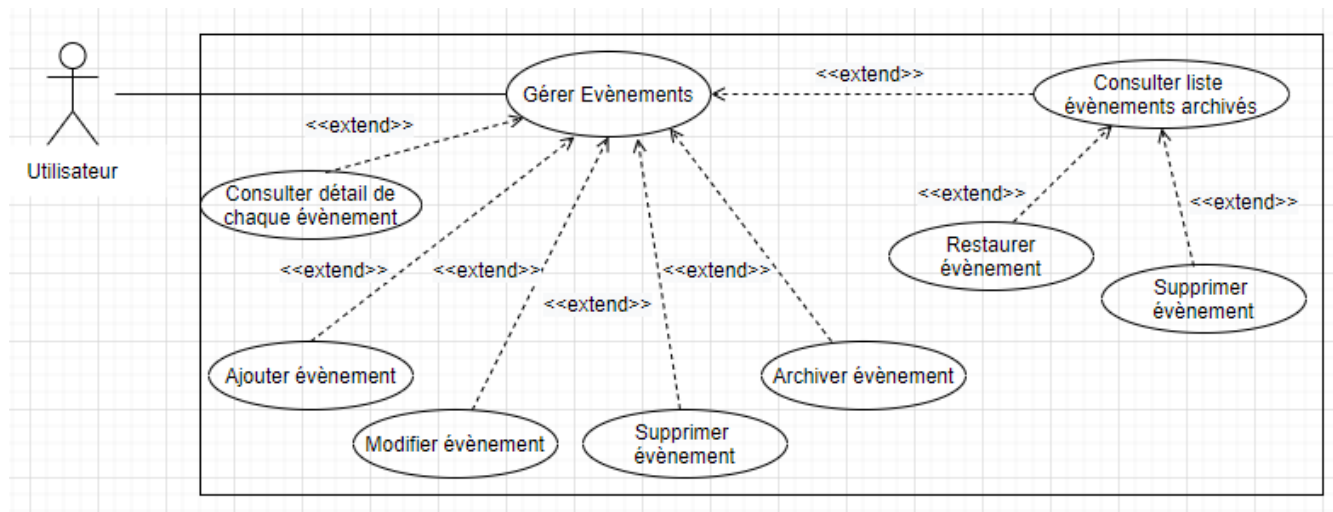 <<extend>>
Consulter liste
évènements archivés
Gérer Evènements
<<extend>>
Utilisateur
Consulter détail de
chaque évènement
<<extend>>
<<extend>>
Restaurer
évènement
<<extend>>
<<extend>>
<<extend>>
<<extend>>
Supprimer
évènement
Ajouter évènement
Archiver évènement
Modifier évènement
Supprimer
évènement